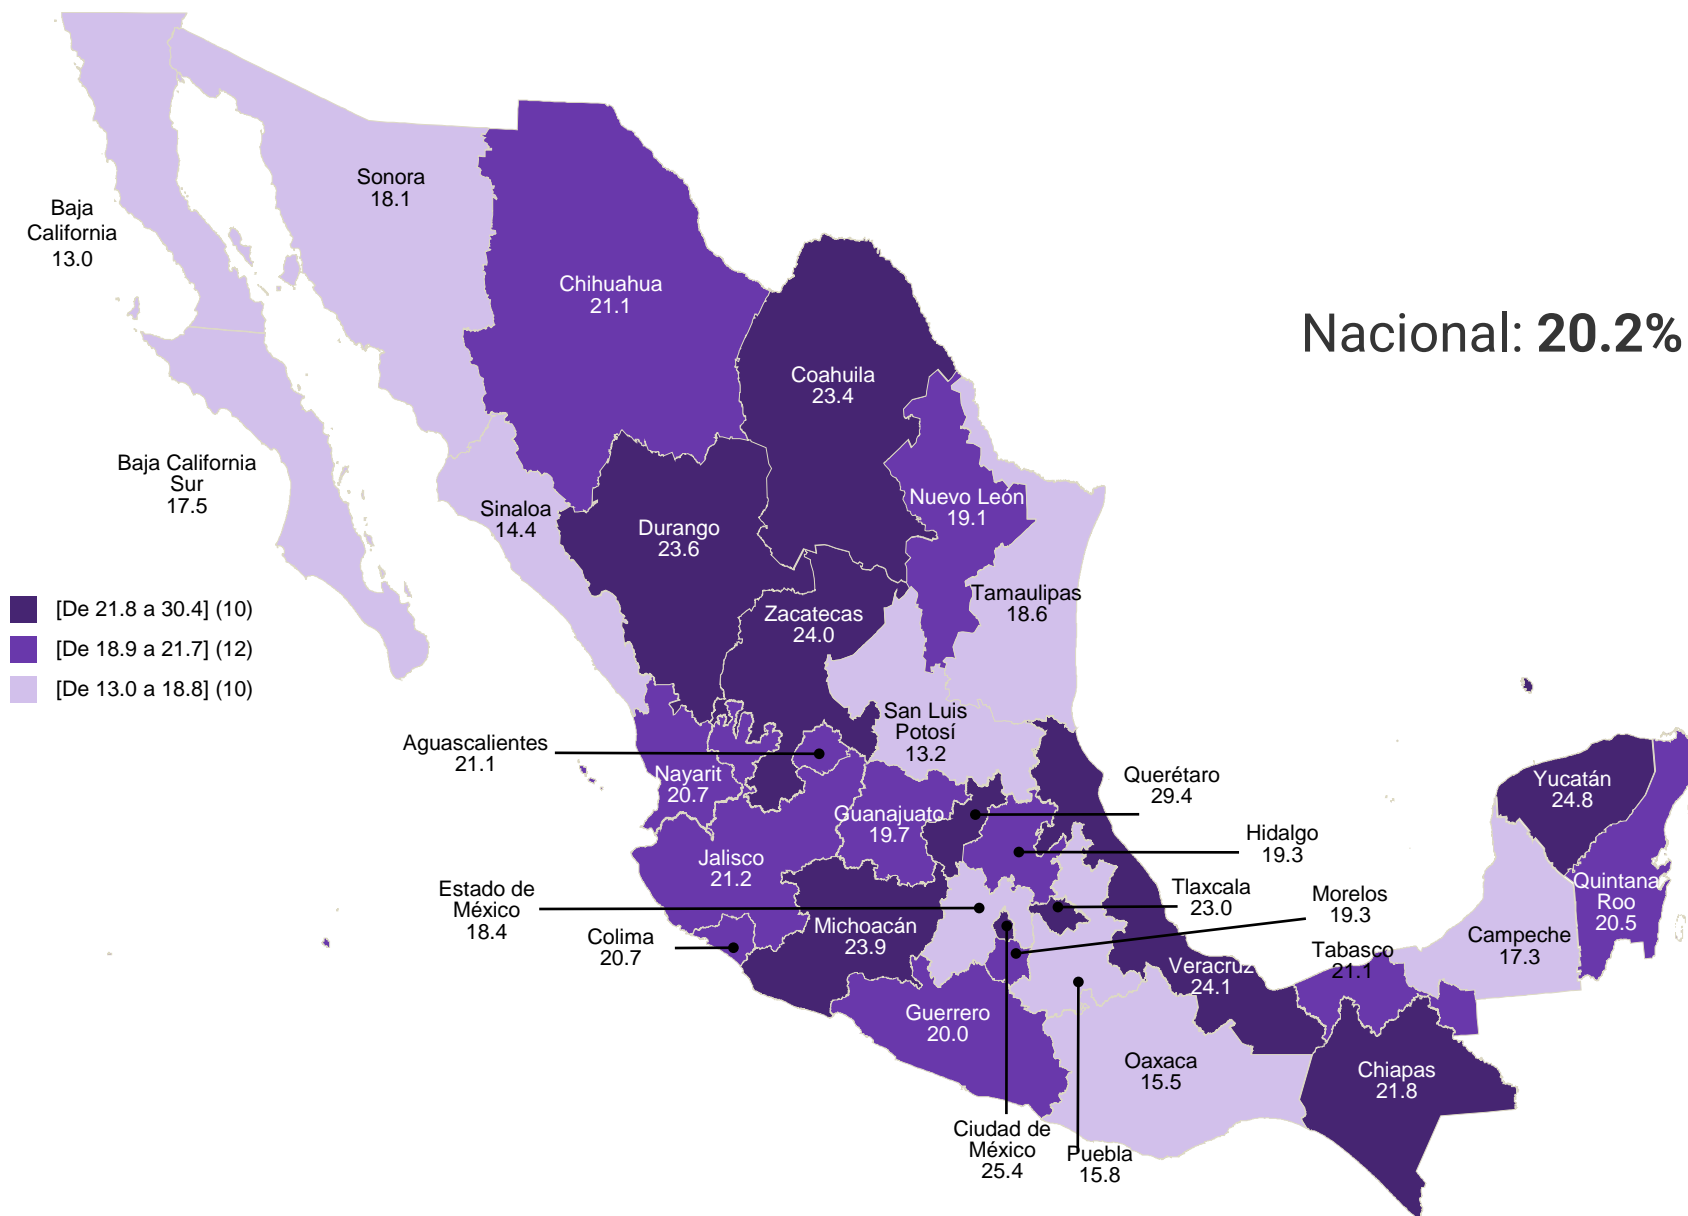 Sonora
18.1
Baja
California
13.0
Chihuahua
21.1
Nacional: 20.2%
Coahuila
23.4
Baja California
Sur
17.5
Sinaloa
14.4
Durango
23.6
Nuevo León
19.1
Tamaulipas
18.6
[De 21.8 a 30.4] (10)
[De 18.9 a 21.7] (12)
[De 13.0 a 18.8] (10)
Zacatecas
24.0
San Luis
Potosí
13.2
Aguascalientes
21.1
Nayarit
20.7
Querétaro
29.4
Yucatán
24.8
Guanajuato
19.7
Hidalgo
19.3
Jalisco
21.2
Estado de
México
18.4
Tlaxcala
23.0
Morelos
19.3
Quintana
Roo
20.5
Colima
20.7
Michoacán
23.9
Campeche
17.3
Tabasco
21.1
Veracruz
24.1
Guerrero
20.0
Oaxaca
15.5
Chiapas
21.8
Ciudad de
México
25.4
Puebla
15.8